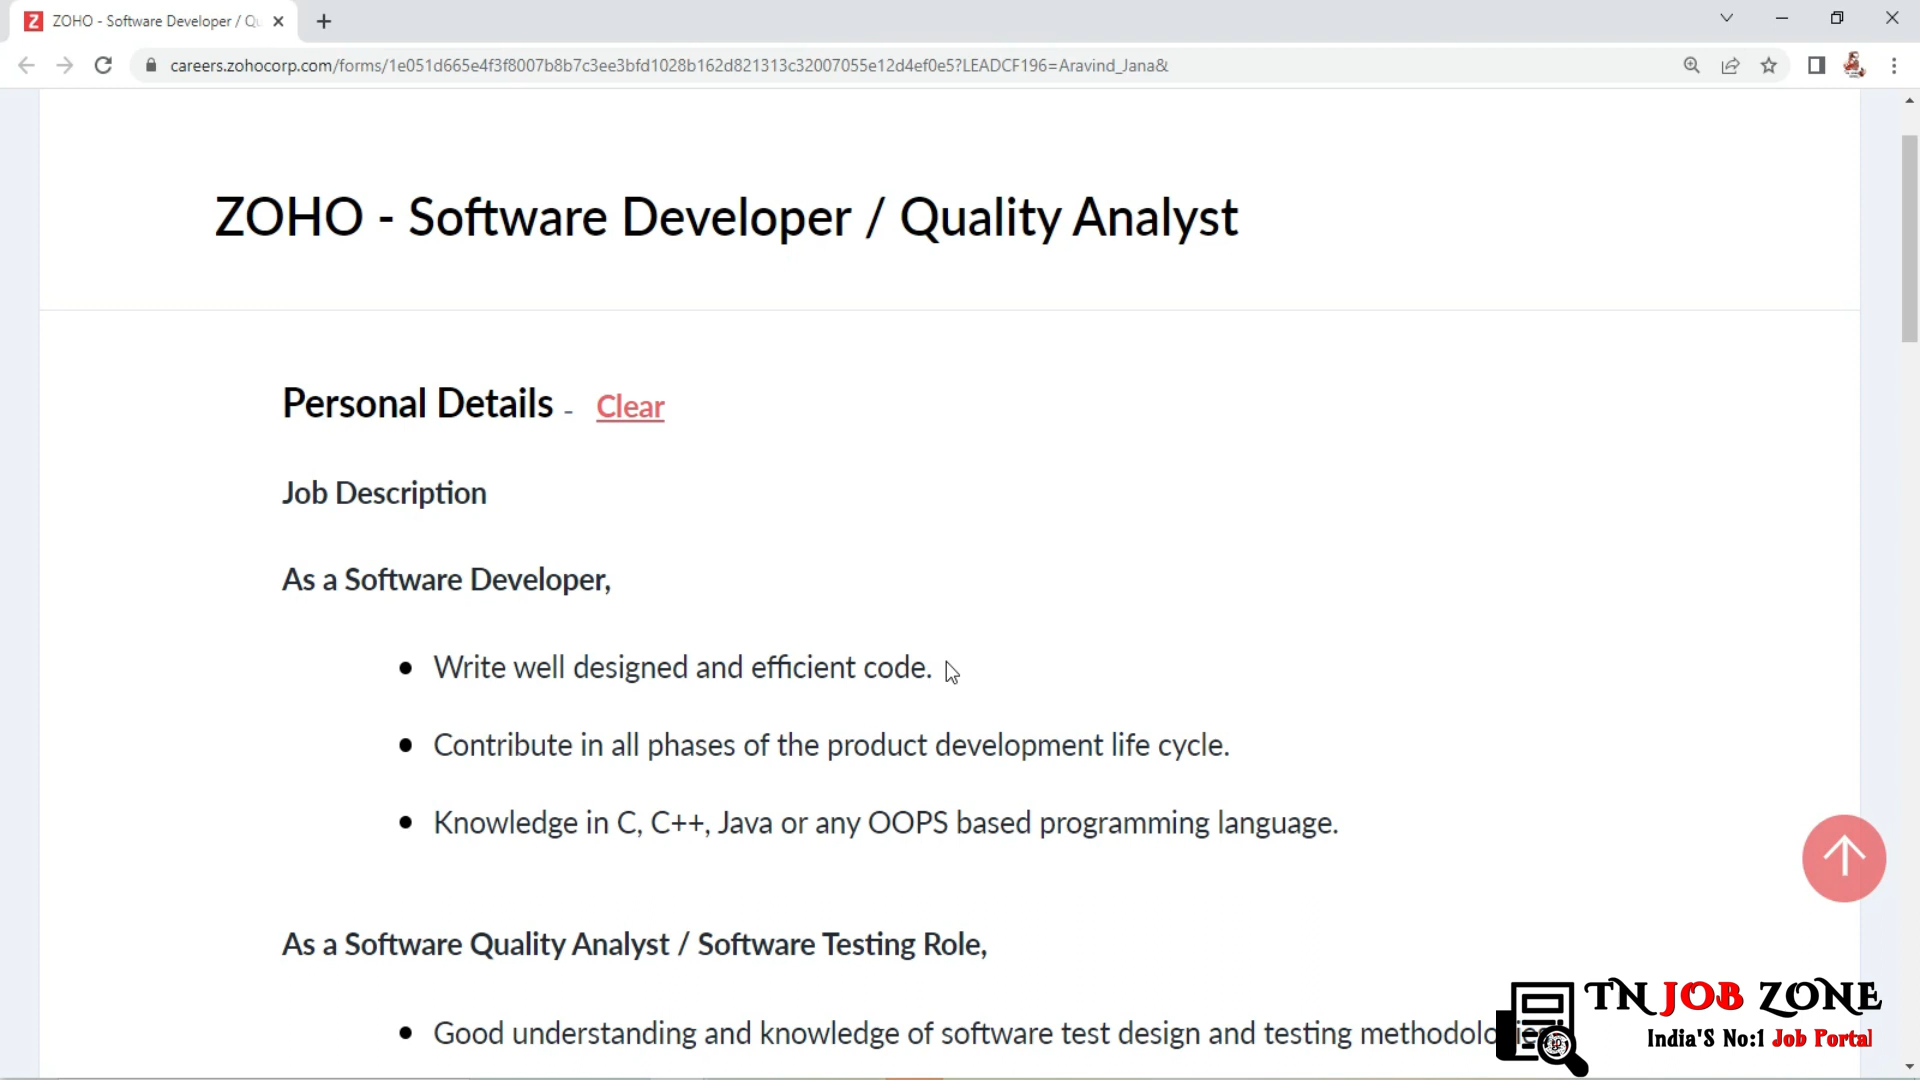 ZOHO - Software Developer / Qu
careers.zohocorp.com/forms/1e051d665e4f3f8007b8b7c3ee3bfd1028b162d821313c32007055e12d4ef0e5?LEADCF196=Aravind_Jana&
ZOHO - Software Developer / Quality Analyst
Personal Details - Clear
Job Description
As a Software Developer,
• Write well designed and efficient code.
• Contribute in all phases of the product development life cycle.
• Knowledge in C, C++, Java or any OOPS based programming language.
As a Software Quality Analyst / Software Testing Role,
• Good understanding and knowledge of software test design and testing
TN JOB ZONE
India'S No:1 Job Portal